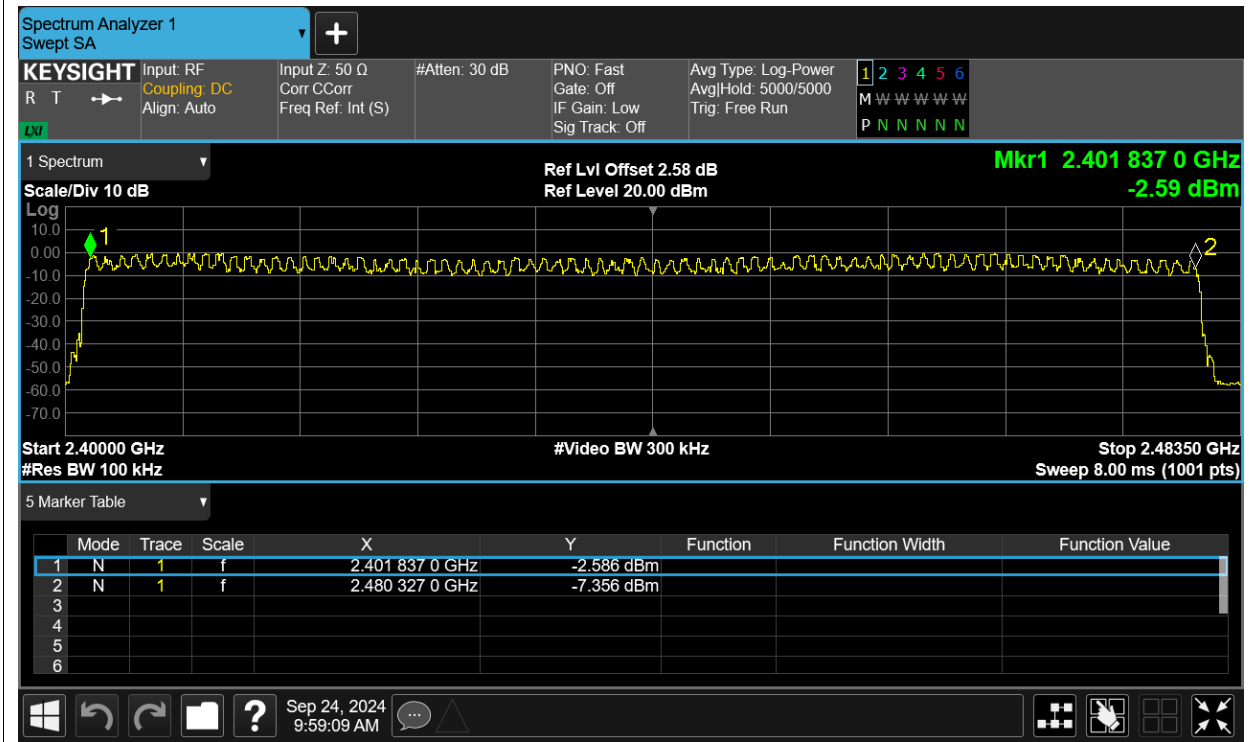 Spectrum Analyzer 1
Swept SA
+
KEYSIGHT Input: RF Input Z: 50 Ω #Atten: 30 dB PNO: Fast Avg Type: Log-Power 1 2 3 4 5 6
R T Coupling: DC Corr CCorr Gate: Off Avg|Hold: 5000/5000 M W W W W W
Align: Auto Freq Ref: Int (S) IF Gain: Low Trig: Free Run P N N N N N
LXI Sig Track: Off
1 Spectrum Ref Lvl Offset 2.58 dB Mkr1 2.401 837 0 GHz
Scale/Div 10 dB Ref Level 20.00 dBm -2.59 dBm
Log
10.0
0.00
-10.0
-20.0
-30.0
-40.0
-50.0
-60.0
-70.0
1
2
Start 2.40000 GHz #Video BW 300 kHz Stop 2.48350 GHz
#Res BW 100 kHz Sweep 8.00 ms (1001 pts)
5 Marker Table
Mode Trace Scale X Y Function Function Width Function Value
1 N 1 f 2.401 837 0 GHz -2.586 dBm
2 N 1 f 2.480 327 0 GHz -7.356 dBm
3
4
5
6
? Sep 24, 2024
9:59:09 AM